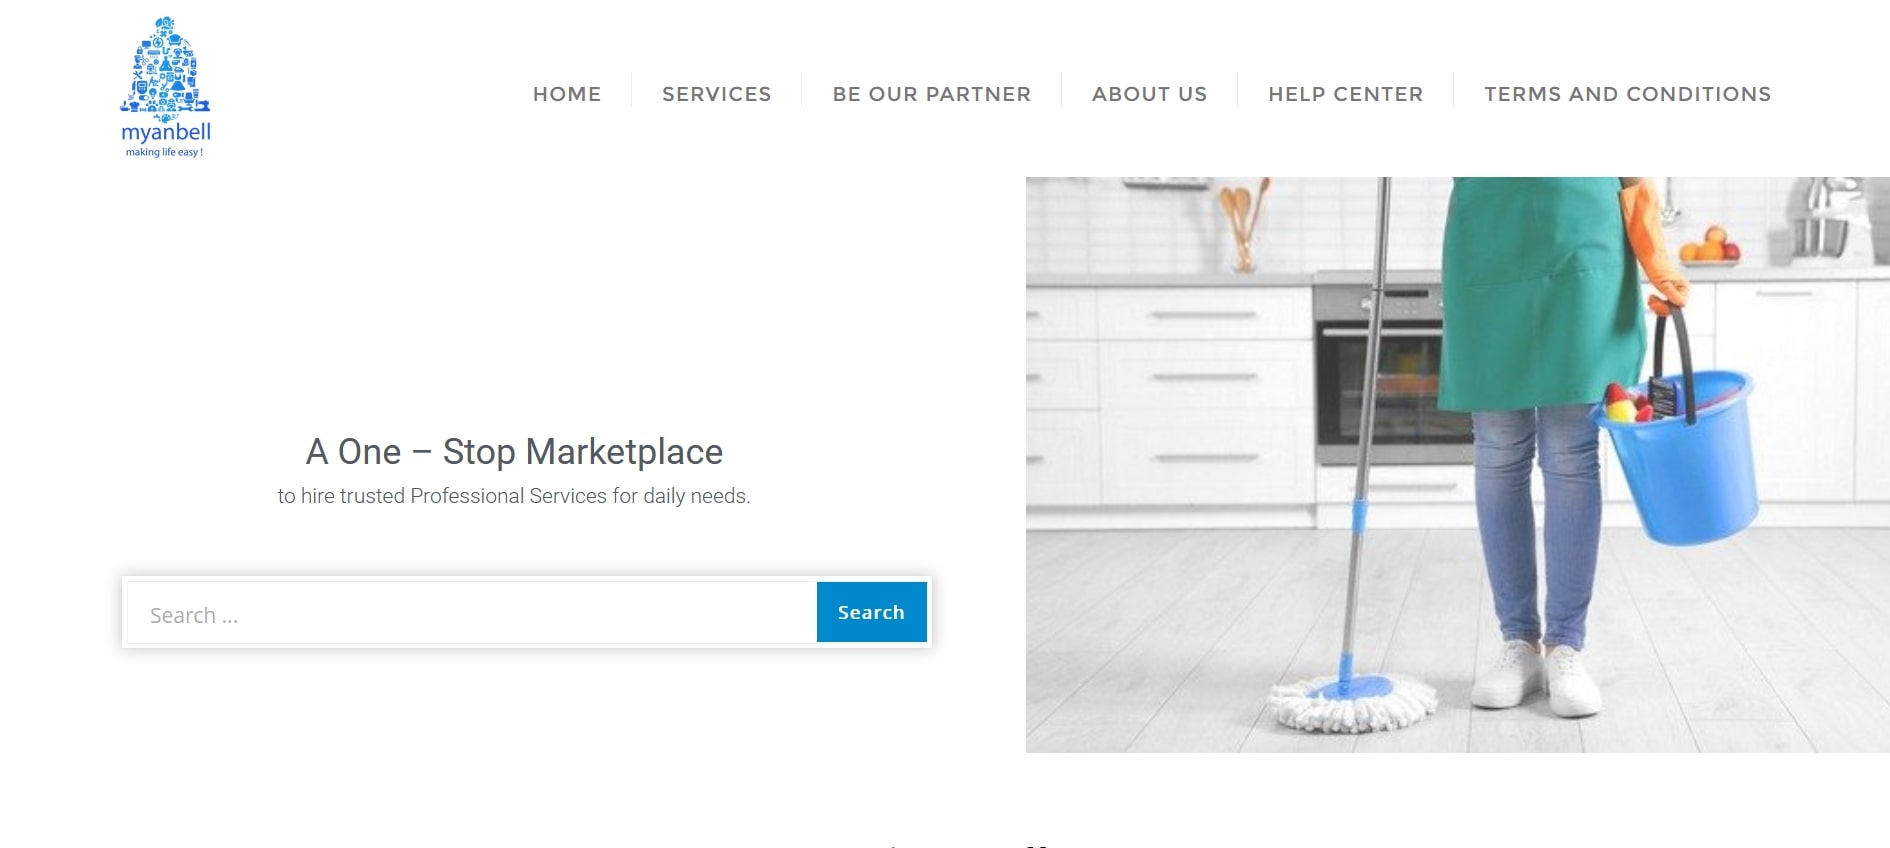 myanbell
making life easy !
HOME SERVICES BE OUR PARTNER ABOUT US HELP CENTER TERMS AND CONDITIONS
A One – Stop Marketplace
to hire trusted Professional Services for daily needs.
Search ... Search